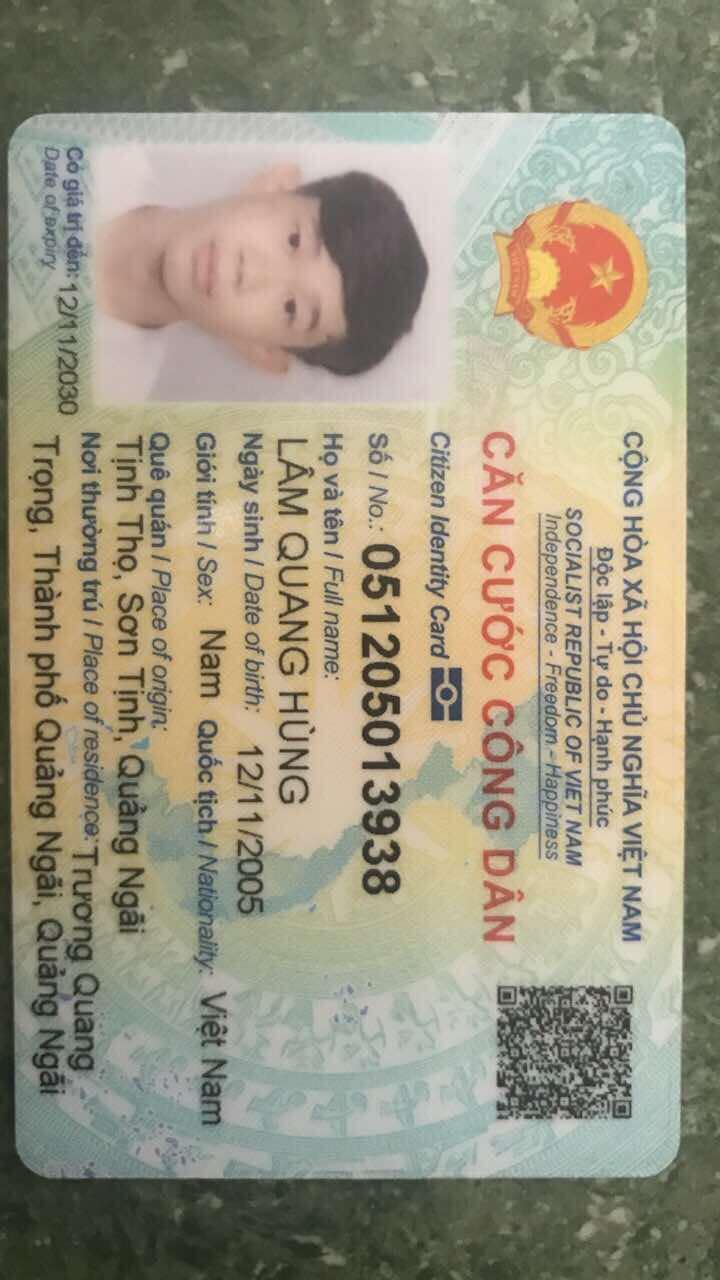 CỘNG HÒA XÃ HỘI CHỦ NGHĨA VIỆT NAM
Độc lập - Tự do - Hạnh phúc
SOCIALIST REPUBLIC OF VIET NAM
Independence - Freedom - Happiness
CĂN CƯỚC CÔNG DÂN
Citizen Identity Card
Số / No.: 051205013938
Họ và tên / Full name:
LÂM QUANG HÙNG
Ngày sinh / Date of birth: 12/11/2005
Giới tính / Sex: Nam Quốc tịch / Nationality: Việt Nam
Quê quán / Place of origin:
Tịnh Thọ, Sơn Tịnh, Quảng Ngãi
Nơi thường trú / Place of residence: Trương Quang
Trọng, Thành phố Quảng Ngãi, Quảng Ngãi
Có giá trị đến: 12/11/2030
Date of expiry